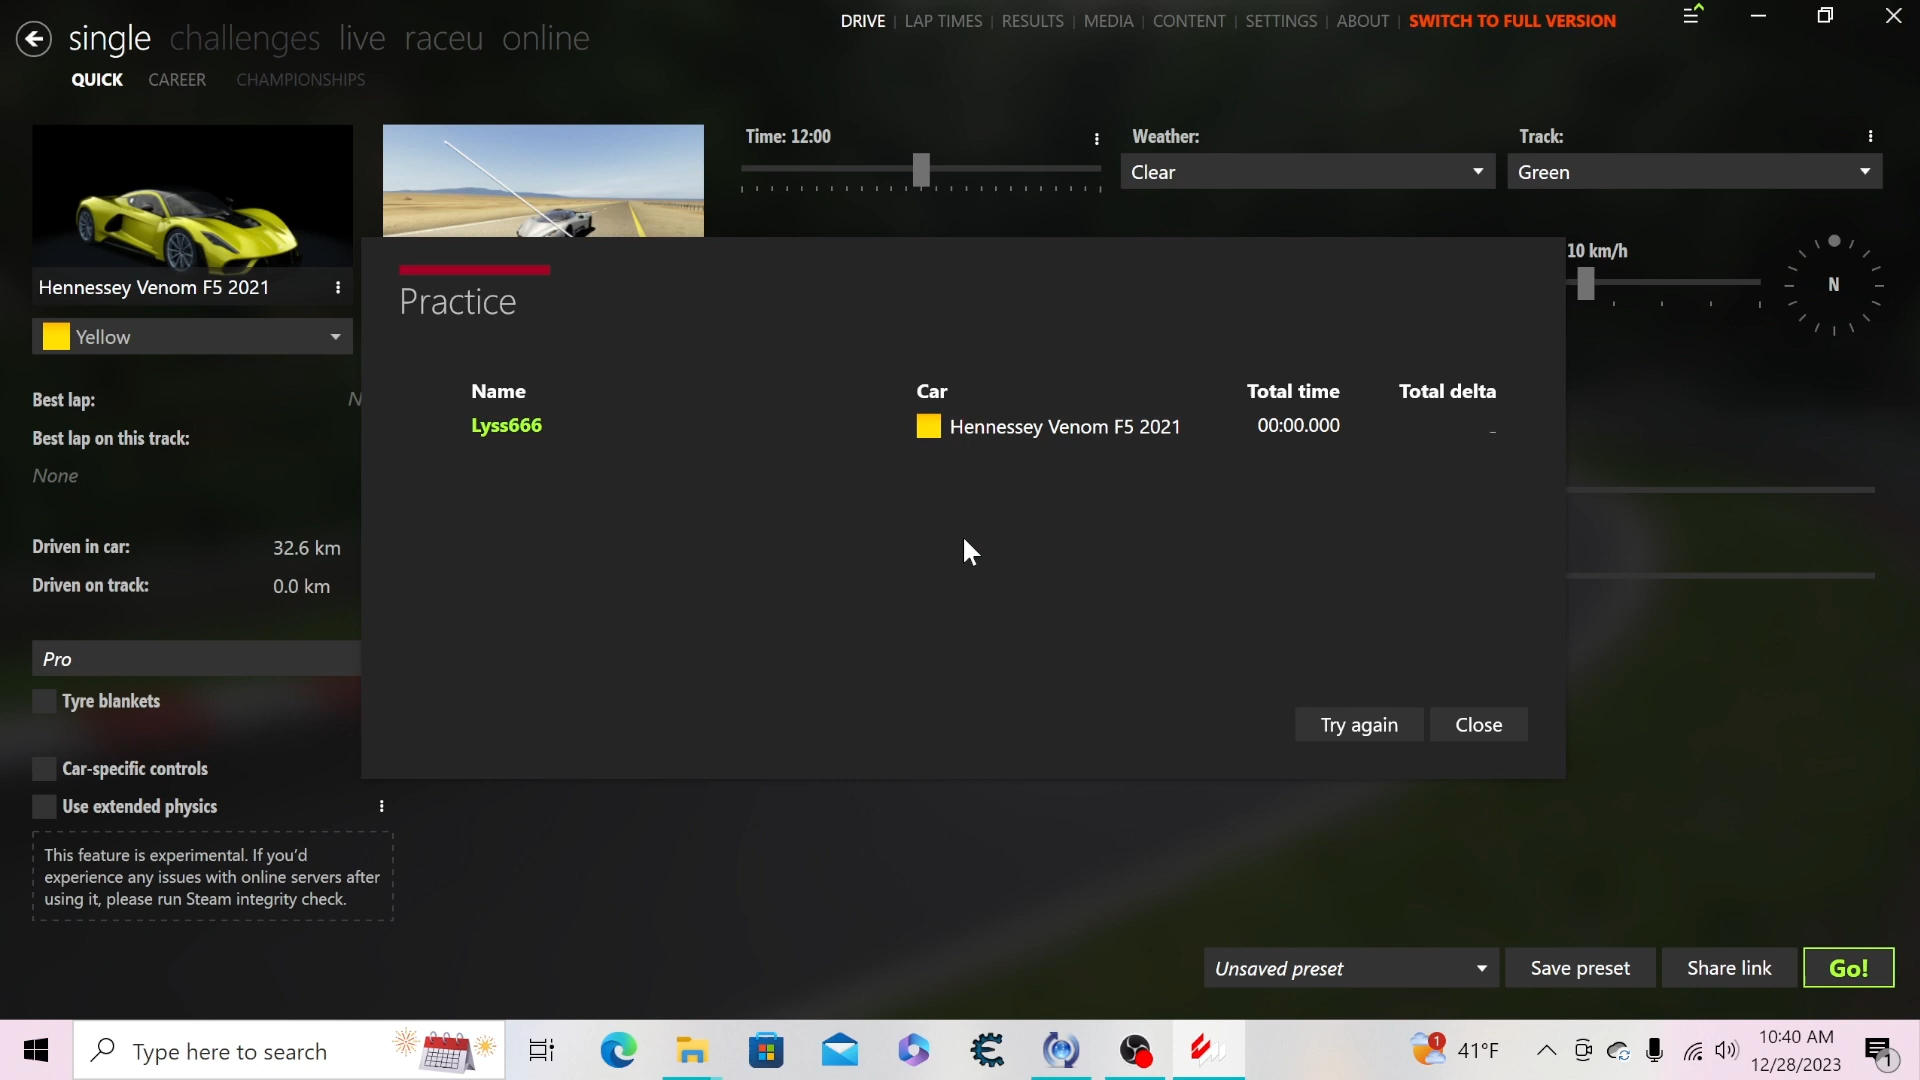 single challenges live raceu online
DRIVE LAP TIMES RESULTS MEDIA CONTENT SETTINGS ABOUT SWITCH TO FULL VERSION
QUICK CAREER CHAMPIONSHIPS
Time: 12:00
Weather:
Track:
Clear
Green
10 km/h
N
Hennessey Venom F5 2021
Yellow
Best lap:
N
Best lap on this track:
None
Driven in car: 32.6 km
Driven on track: 0.0 km
Pro
Tyre blankets
Car-specific controls
Use extended physics
This feature is experimental. If you'd
experience any issues with online servers after
using it, please run Steam integrity check.
Practice
Name Car Total time Total delta
Lyss666 Hennessey Venom F5 2021 00:00.000 -
Try again Close
Unsaved preset Save preset Share link Go!
Type here to search
1
41°F
10:40 AM
12/28/2023
1